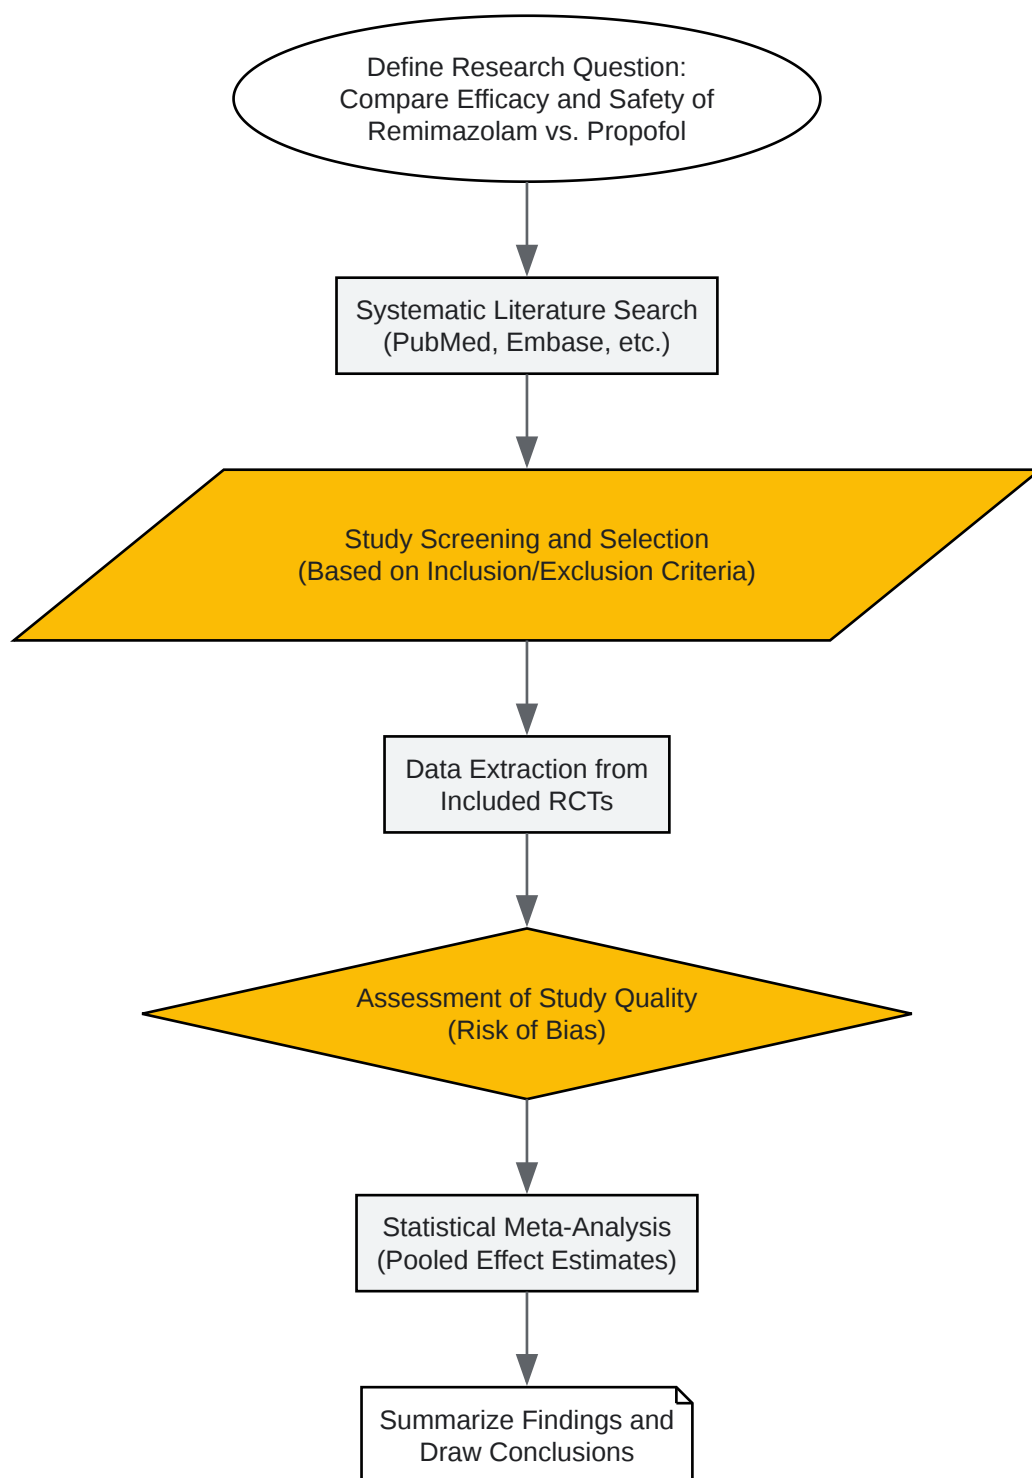 Define Research Question:
Compare Efficacy and Safety of
Remimazolam vs. Propofol
Systematic Literature Search
(PubMed, Embase, etc.)
Study Screening and Selection
(Based on Inclusion/Exclusion Criteria)
Data Extraction from
Included RCTs
Assessment of Study Quality
(Risk of Bias)
Statistical Meta-Analysis
(Pooled Effect Estimates)
Summarize Findings and
Draw Conclusions